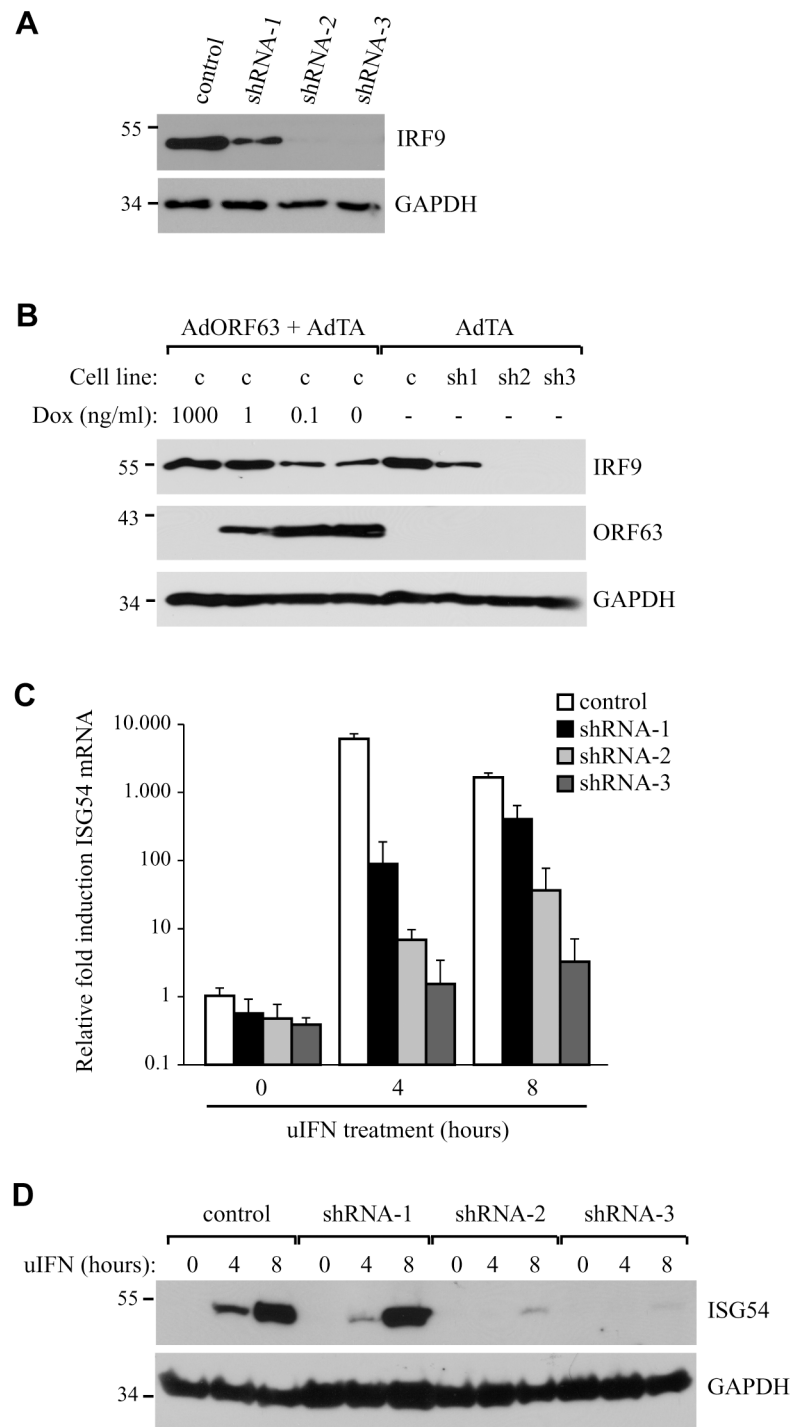 A
control shRNA-1 shRNA-2 shRNA-3
55
IRF9
34
GAPDH
B
AdORF63 + AdTA AdTA
Cell line: c c c c c sh1 sh2 sh3
Dox (ng/ml): 1000 1 0.1 0 - - - -
55
IRF9
43
ORF63
34
GAPDH
C
Relative fold induction ISG54 mRNA
10.000
1.000
100
10
1
0.1
control
shRNA-1
shRNA-2
shRNA-3
0 4 8
uIFN treatment (hours)
D
control shRNA-1 shRNA-2 shRNA-3
uIFN (hours): 0 4 8 0 4 8 0 4 8 0 4 8
55
ISG54
34
GAPDH